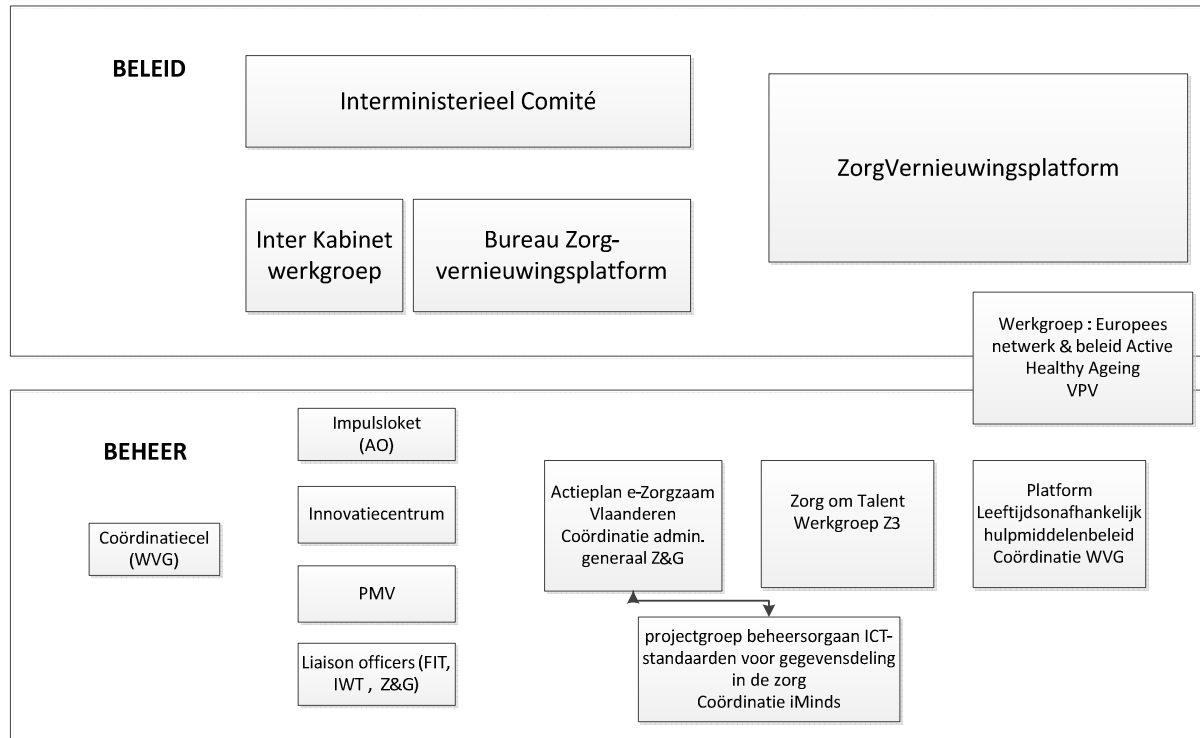 BELEID
Interministerieel Comité
ZorgVernieuwingsplatform
Inter Kabinet
werkgroep
Bureau Zorg-
vernieuwingsplatform
Werkgroep : Europees
netwerk & beleid Active
Healthy Ageing
VPV
BEHEER
Coördinatiecel
(WVG)
Impulsloket
(AO)
Innovatiecentrum
PMV
Liaison officers (FIT,
IWT , Z&G)
Actieplan e-Zorgzaam
Vlaanderen
Coördinatie admin.
generaal Z&G
Zorg om Talent
Werkgroep Z3
Platform
Leeftijdsonafhankelijk
hulpmiddelenbeleid
Coördinatie WVG
projectgroep beheersorgaan ICT-
standaarden voor gegevensdeling
in de zorg
Coördinatie iMinds